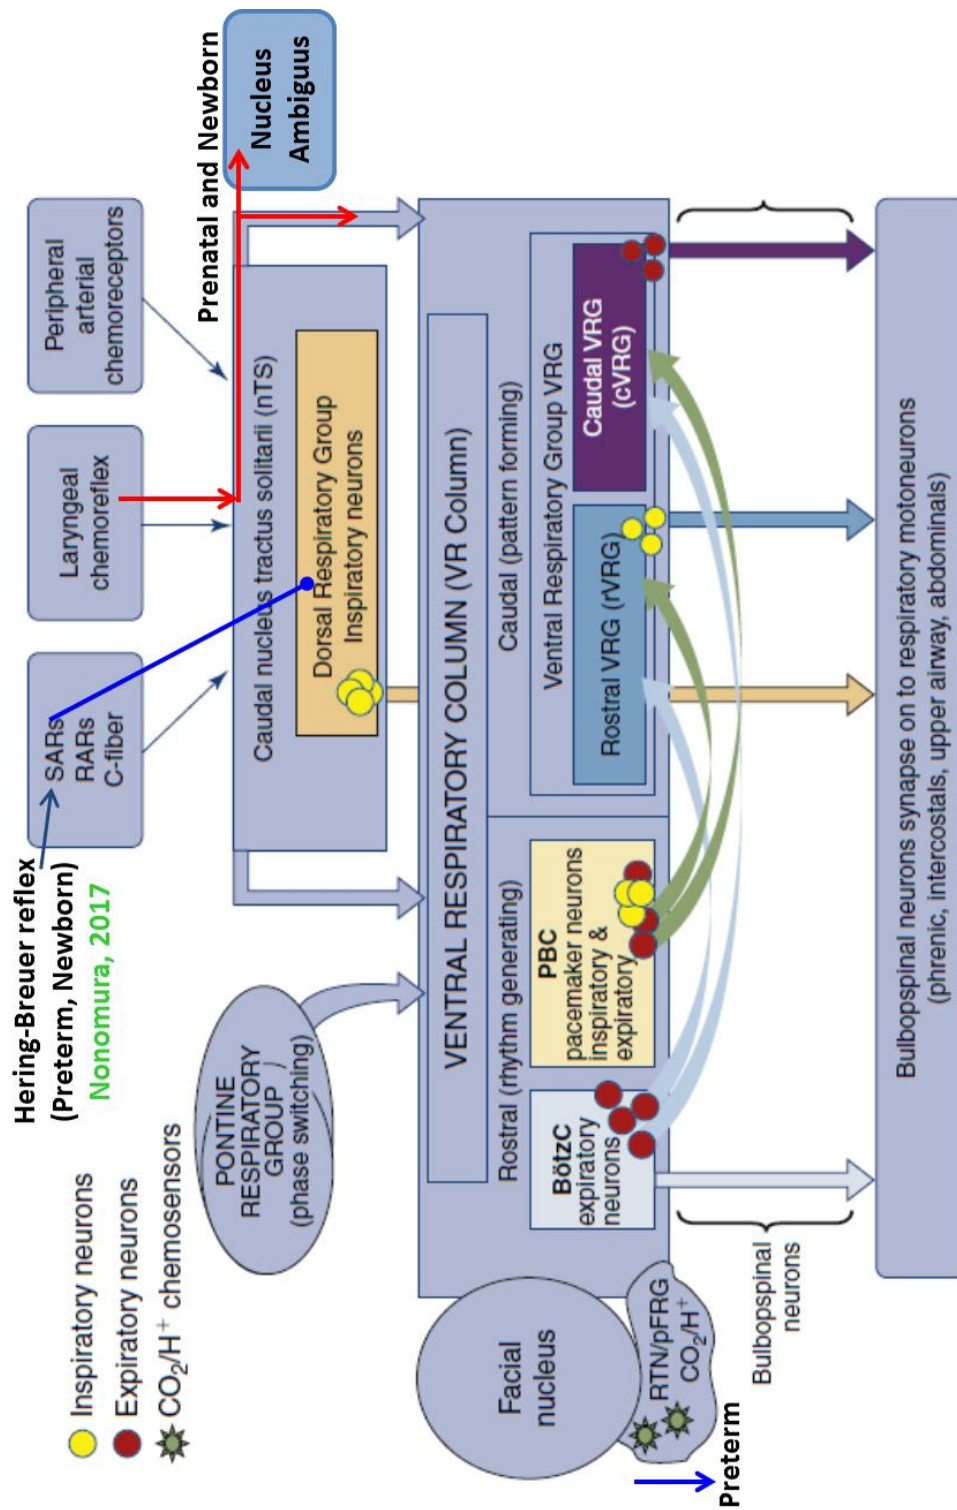 Inspiratory neurons
Expiratory neurons
CO2/H+ chemosensors
Hering-Breuer reflex
(Preterm, Newborn)
Nonomura, 2017
SARs
RARs
C-fiber
Laryngeal
chemoreflex
Peripheral
arterial
chemoreceptors
Prenatal and Newborn
Nucleus
Ambiguus
PONTINE
RESPIRATORY
GROUP
(phase switching)
Caudal nucleus tractus solitarii (nTS)
Dorsal Respiratory Group
Inspiratory neurons
VENTRAL RESPIRATORY COLUMN (VR Column)
Rostral (rhythm generating)
Caudal (pattern forming)
Ventral Respiratory Group VRG
BötzC
expiratory
neurons
PBC
pacemaker neurons
inspiratory &
expiratory
Rostral VRG (rVRG)
Caudal VRG
(cVRG)
Facial
nucleus
RTN/pFRG
CO2/H+
Preterm
Bulbopspinal
neurons
Bulbopspinal neurons synapse on to respiratory motoneurons
(phrenic, intercostals, upper airway, abdominals)